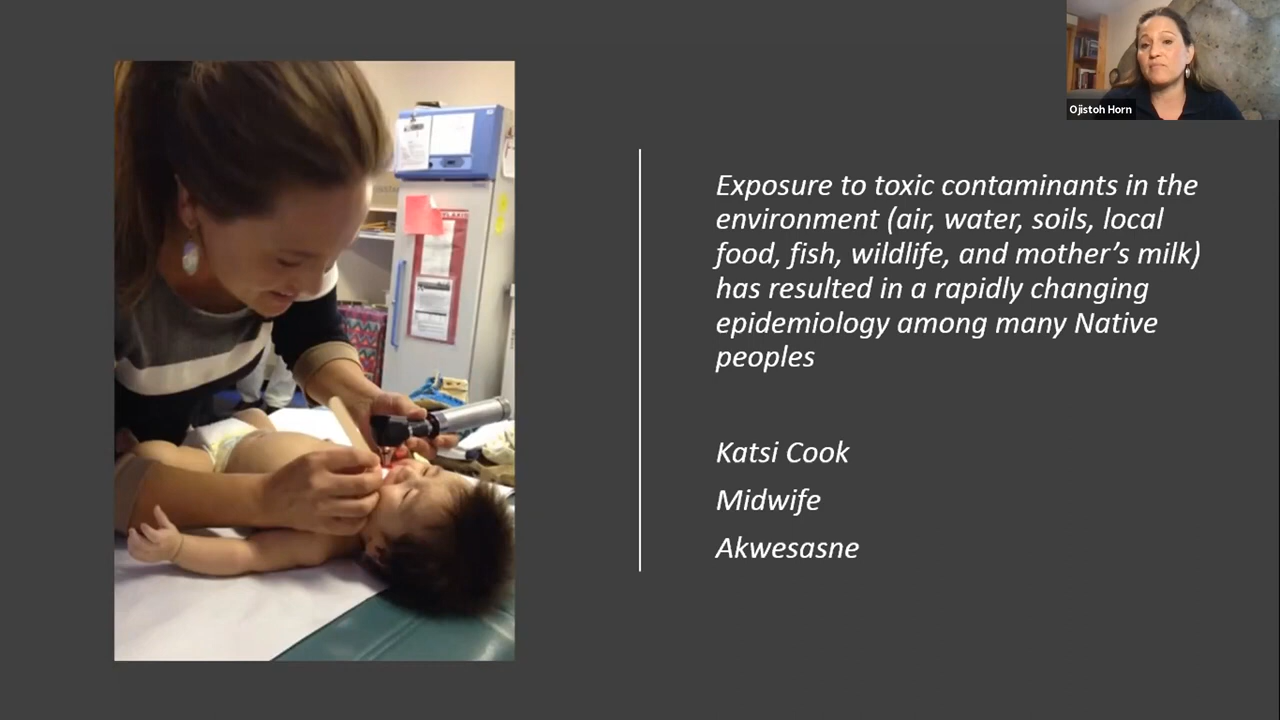 Ojistoh Horn
Exposure to toxic contaminants in the
environment (air, water, soils, local
food, fish, wildlife, and mother’s milk)
has resulted in a rapidly changing
epidemiology among many Native
peoples
Katsi Cook
Midwife
Akwesasne